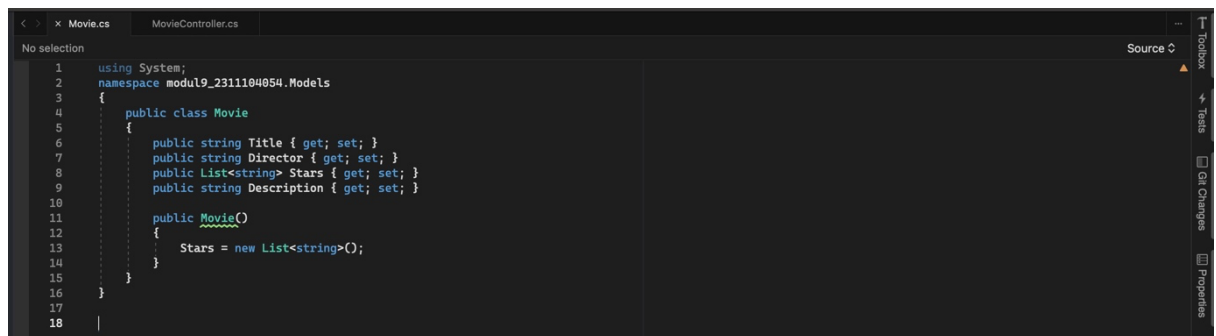 < > × Movie.cs MovieController.cs ...
No selection Source
1 using System;
2 namespace modul9_2311104054.Models
3 {
4 public class Movie
5 {
6 public string Title { get; set; }
7 public string Director { get; set; }
8 public List<string> Stars { get; set; }
9 public string Description { get; set; }
10
11 public Movie()
12 {
13 Stars = new List<string>();
14 }
15 }
16 }
17
18
Toolbox
Tests
Git Changes
Properties